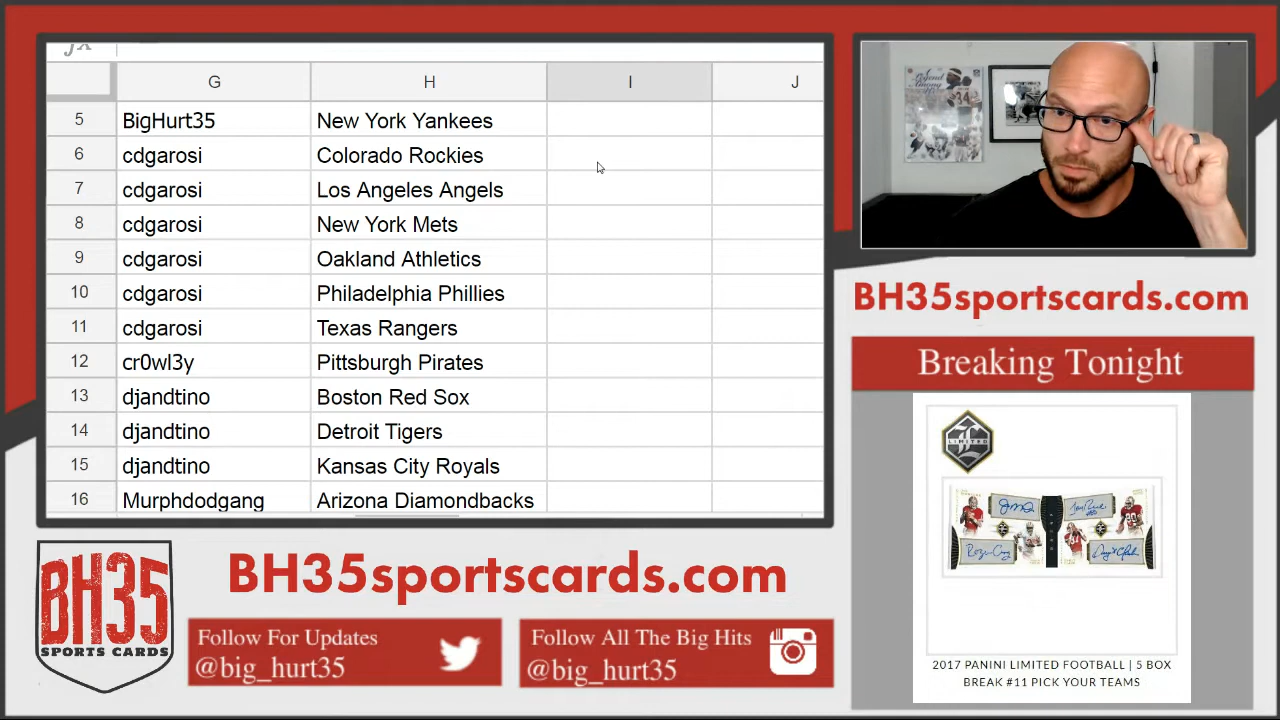 G H I J
5 BigHurt35 New York Yankees
6 cdgarosi Colorado Rockies
7 cdgarosi Los Angeles Angels
8 cdgarosi New York Mets
9 cdgarosi Oakland Athletics
10 cdgarosi Philadelphia Phillies
11 cdgarosi Texas Rangers
12 cr0wl3y Pittsburgh Pirates
13 djandtino Boston Red Sox
14 djandtino Detroit Tigers
15 djandtino Kansas City Royals
16 Murphdodgang Arizona Diamondbacks
34
BH35sportscards.com
Breaking Tonight
LIMITED
2017 PANINI LIMITED FOOTBALL | 5 BOX
BREAK #11 PICK YOUR TEAMS
BH35
SPORTS CARDS
BH35sportscards.com
Follow For Updates
@big_hurt35
Follow All The Big Hits
@big_hurt35